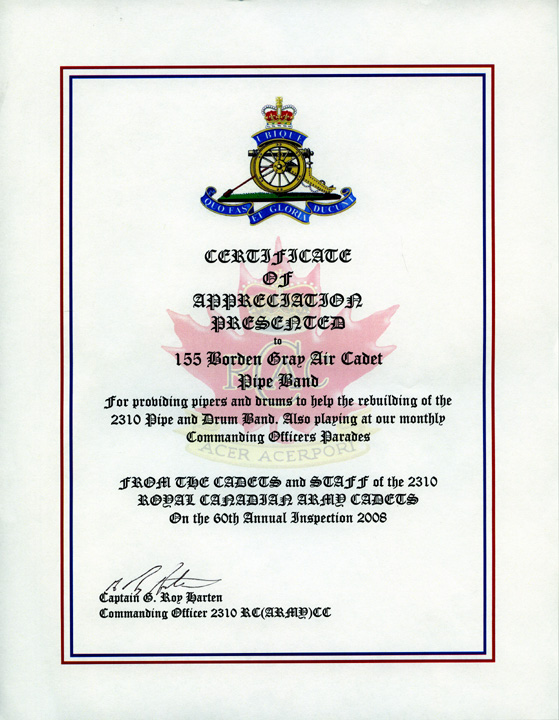 UBIQUE
QUO FAS ET GLORIA DUCUNT
CERTIFICATE
OF
APPRECIATION
PRESENTED
to
155 Borden Gray Air Cadet
Pipe Band
For providing pipers and drums to help the rebuilding of the
2310 Pipe and Drum Band. Also playing at our monthly
Commanding Officers Parades
ACER ACERPORI
FROM THE CADETS and STAFF of the 2310
ROYAL CANADIAN ARMY CADETS
On the 60th Annual Inspection 2008
Captain G. Roy Harten
Commanding Officer 2310 RC(ARMY)CC